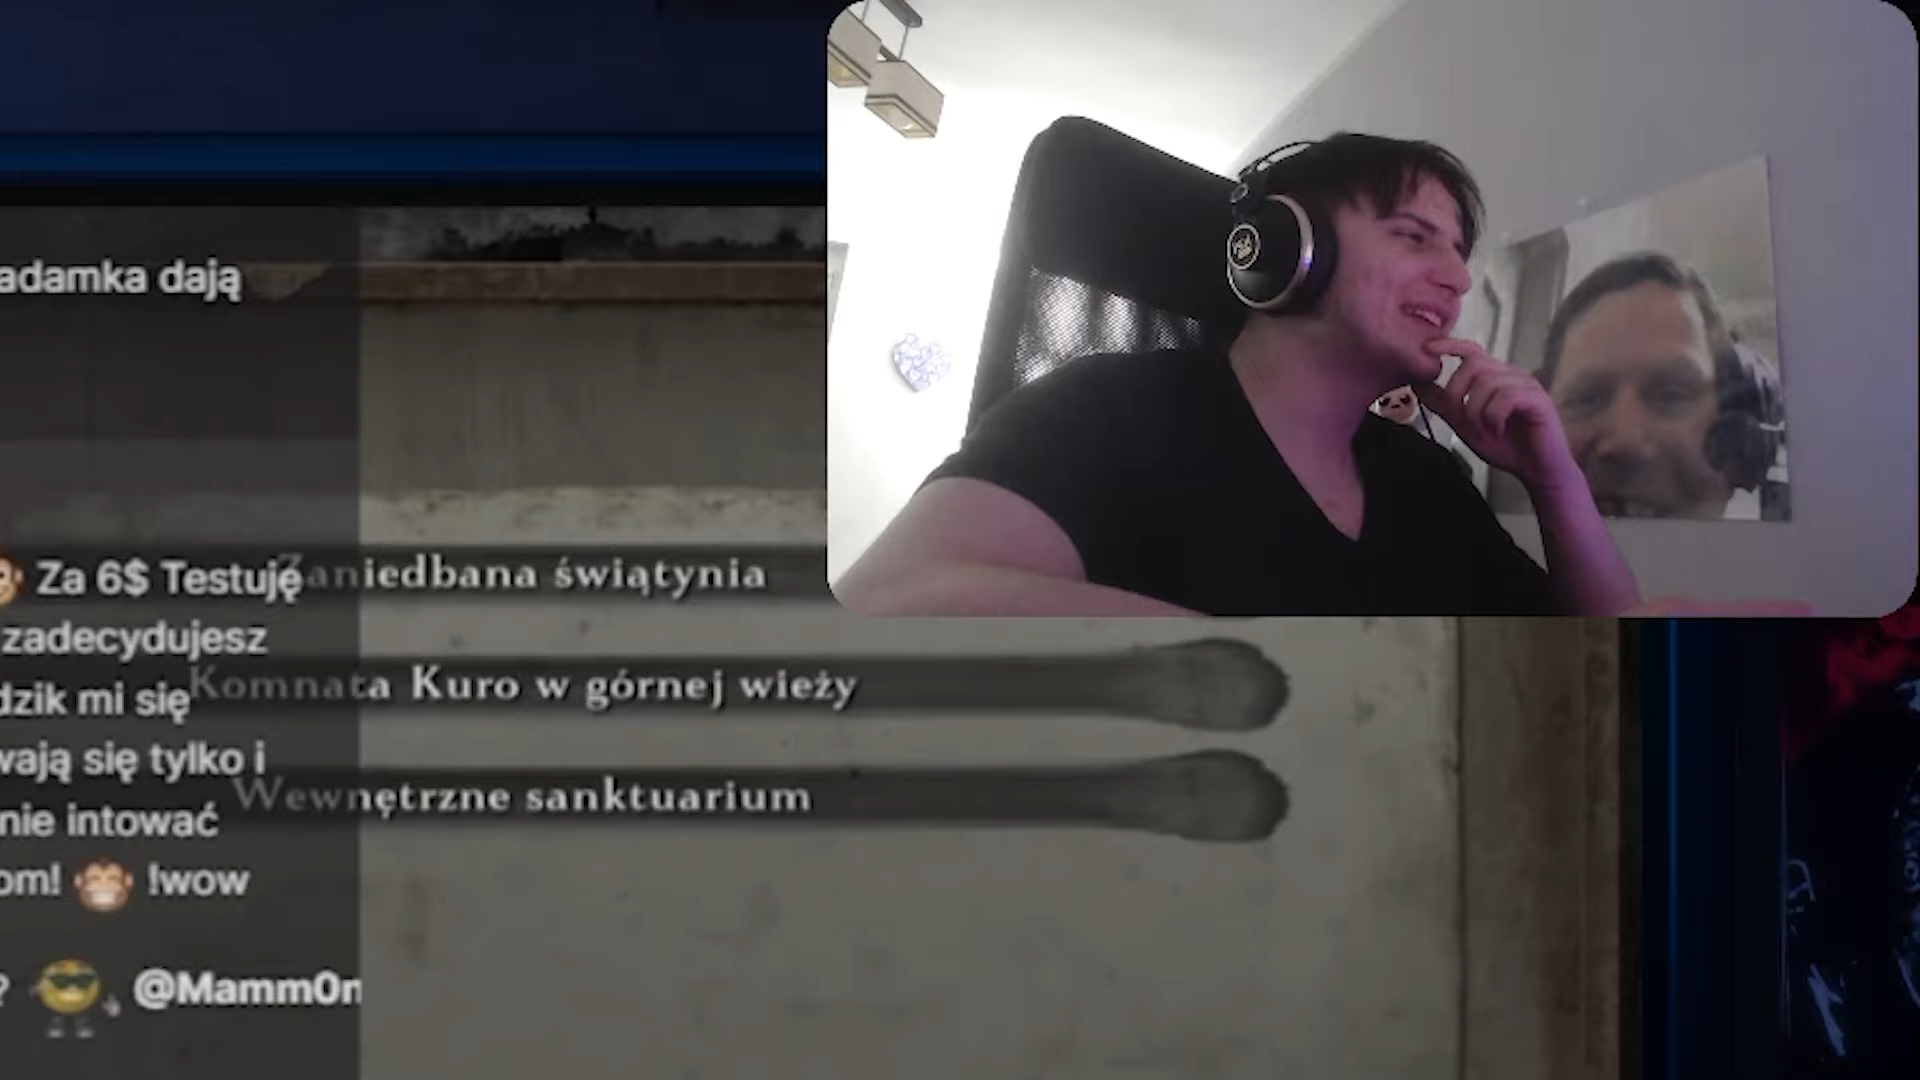 adamka dają
Za 6$ Testuję
zadecydujesz
dzik mi się
wają się tylko i
nie intować
om! !wow
? @Mamm0n
Zaniedbana świątynia
Komnata Kuro w górnej wieży
Wewnętrzne sanktuarium